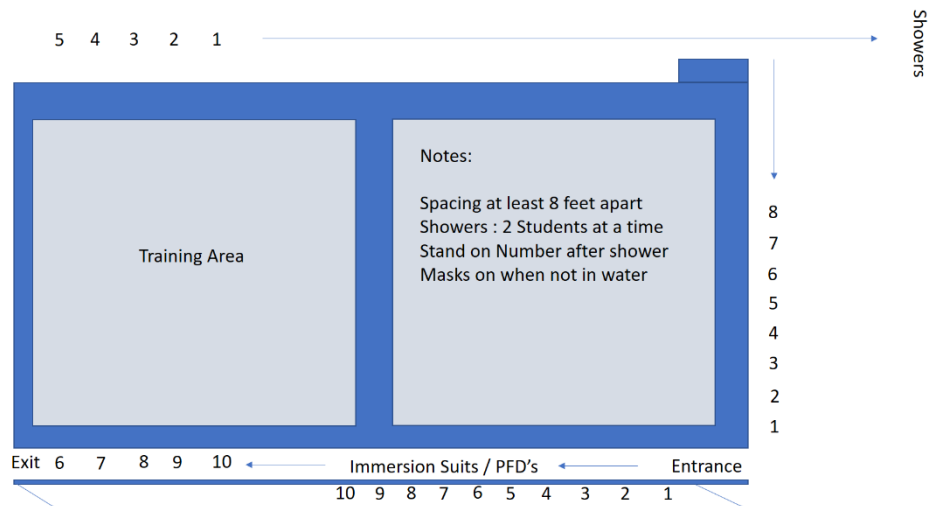 Showers
5 4 3 2 1
Notes:
Spacing at least 8 feet apart
Showers : 2 Students at a time
Stand on Number after shower
Masks on when not in water
Training Area
8
7
6
5
4
3
2
1
Exit 6 7 8 9 10 Immersion Suits / PFD's Entrance
10 9 8 7 6 5 4 3 2 1